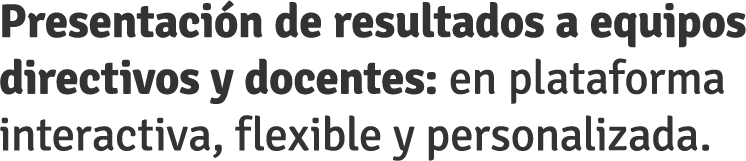 Presentación de resultados a equipos
directivos y docentes: en plataforma
interactiva, flexible y personalizada.